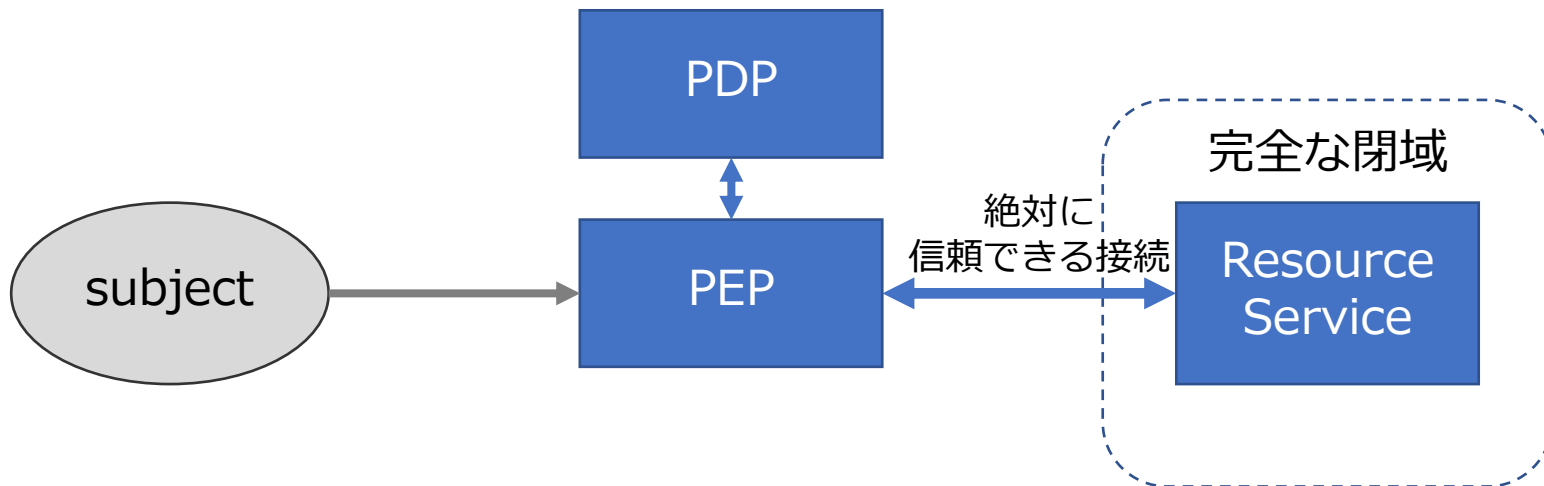 PDP
完全な閉域
絶対に
信頼できる接続
subject
PEP
Resource
Service